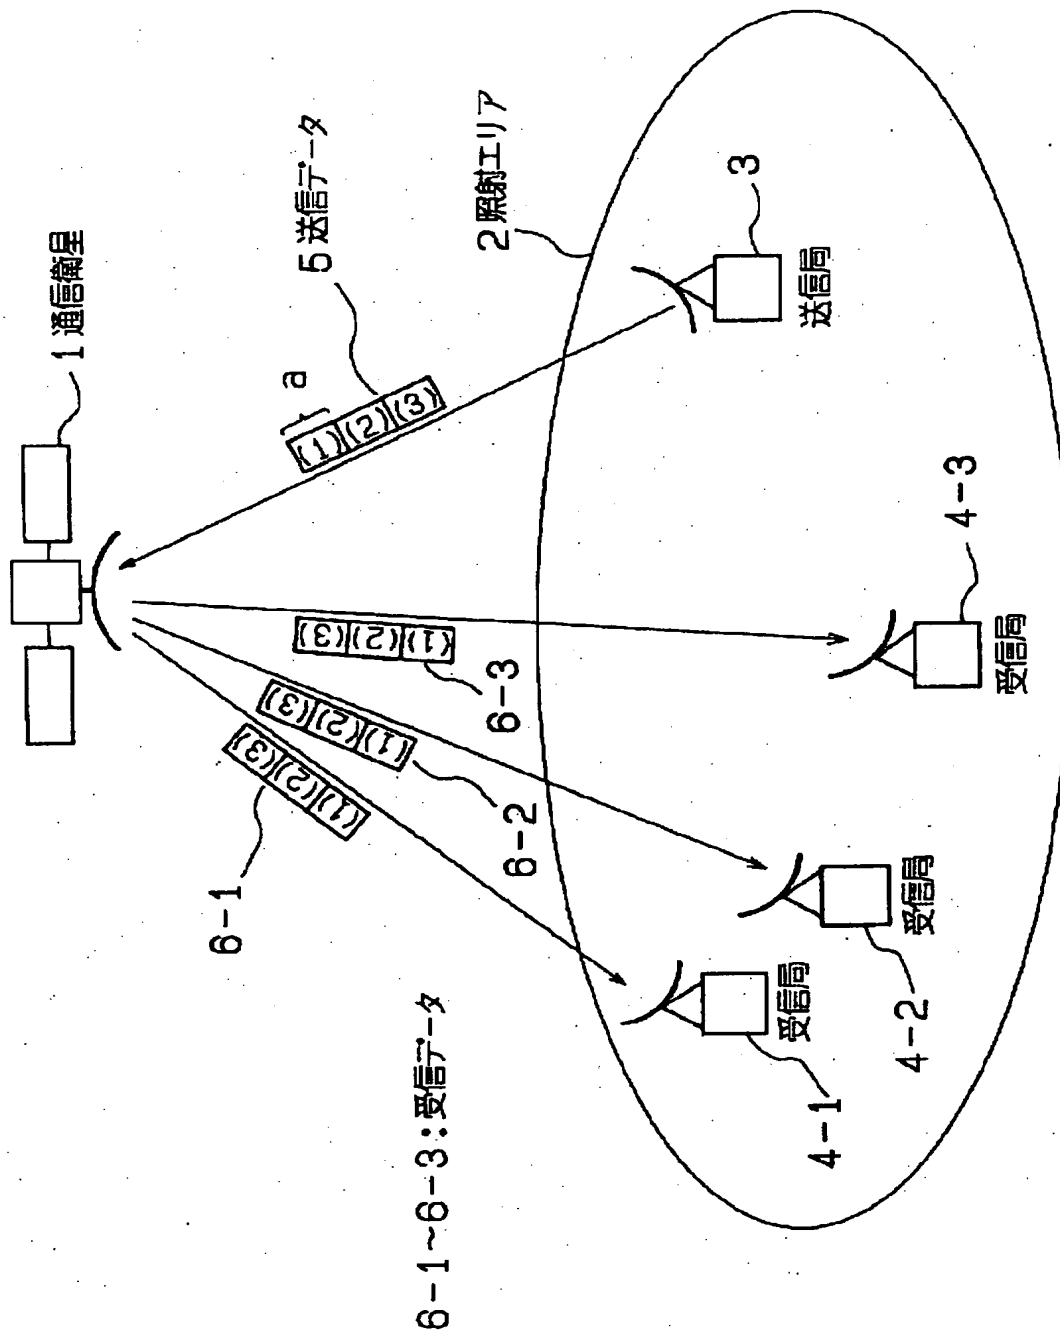 1 通信衛星
a
5 送信データ
(1)(2)(3)
2 照射エリア
3
送信局
6-1
(1)(2)(3)
6-2
(1)(2)(3)
6-3
(1)(2)(3)
4-1
受信局
4-2
受信局
4-3
受信局
6-1~6-3:受信データ